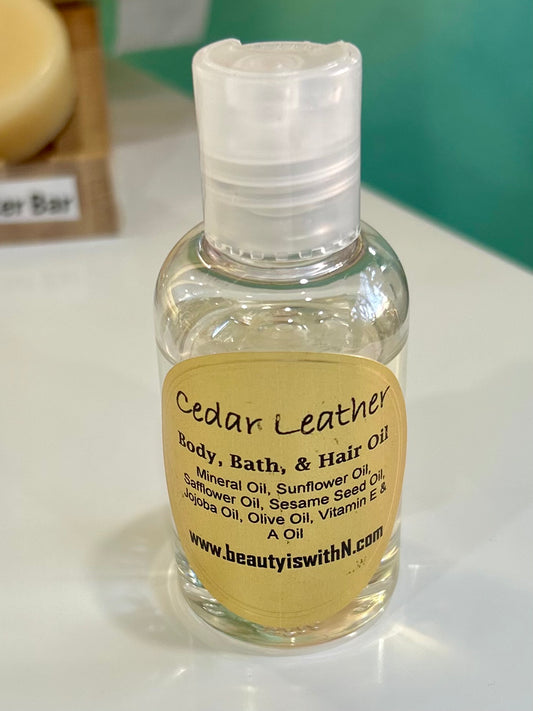 er Bar
Cedar Leather
Body, Bath, & Hair Oil
Mineral Oil, Sunflower Oil,
Safflower Oil, Sesame Seed Oil,
Jojoba Oil, Olive Oil, Vitamin E &
A Oil
www.beautyiswithN.com